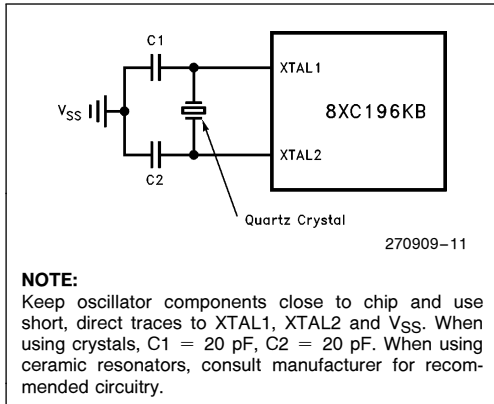 C1
XTAL1
8XC196KB
VSS
XTAL2
C2
Quartz Crystal
270909–11
NOTE:
Keep oscillator components close to chip and use
short, direct traces to XTAL1, XTAL2 and VSS. When
using crystals, C1 = 20 pF, C2 = 20 pF. When using
ceramic resonators, consult manufacturer for recom-
mended circuitry.